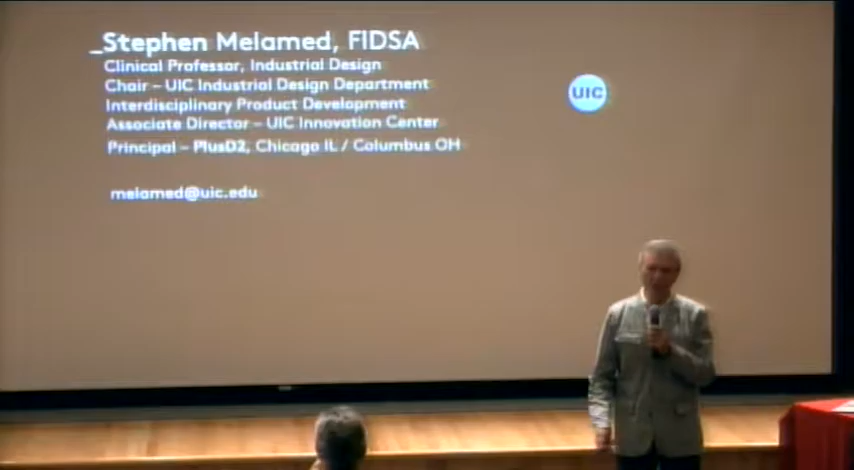 _Stephen Melamed, FIDSA
Clinical Professor, Industrial Design
Chair – UIC Industrial Design Department
Interdisciplinary Product Development
Associate Director – UIC Innovation Center
Principal – PlusD2, Chicago IL / Columbus OH
melamed@uic.edu
UIC